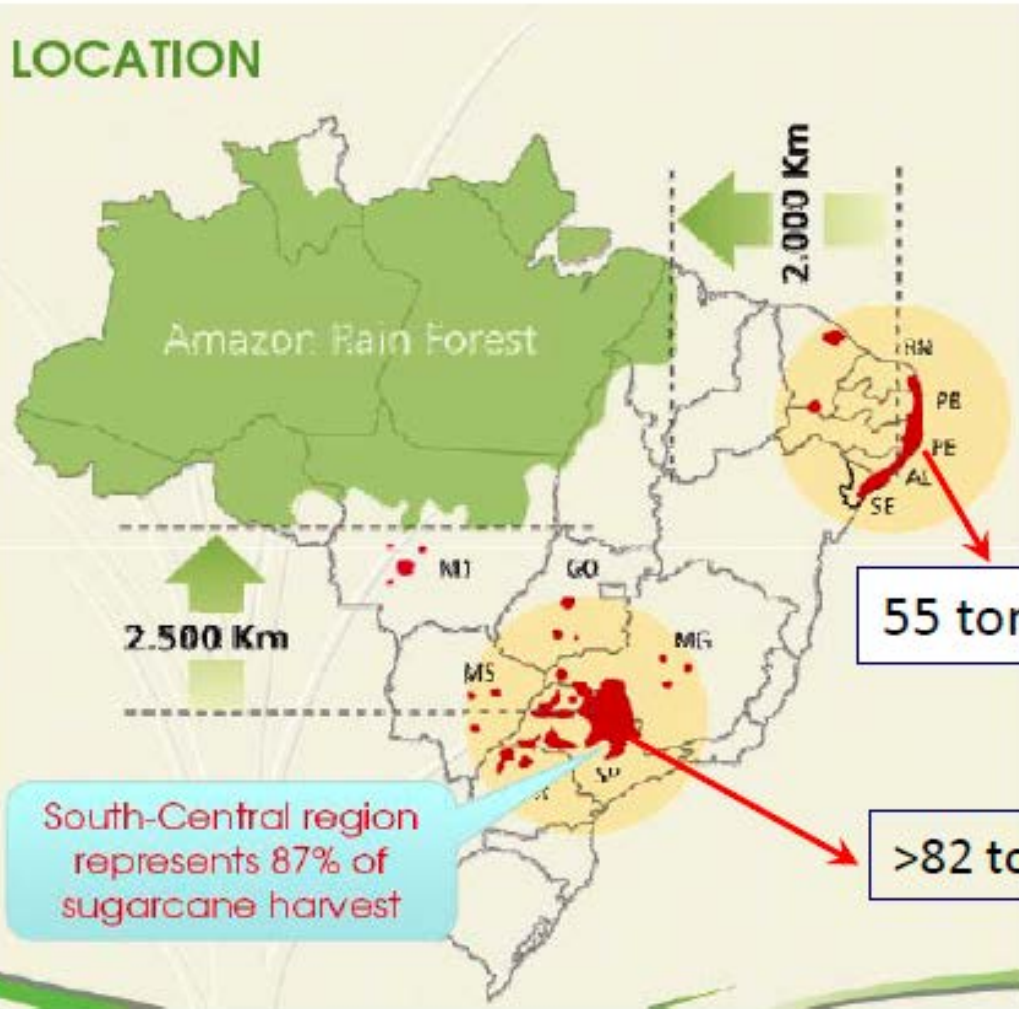 LOCATION
2.000 Km
Amazon Rain Forest
RN
PB
PE
AL
SE
MT
GO
2.500 Km
MG
MS
55 ton
SP
South-Central region
represents 87% of
sugarcane harvest
>82 to